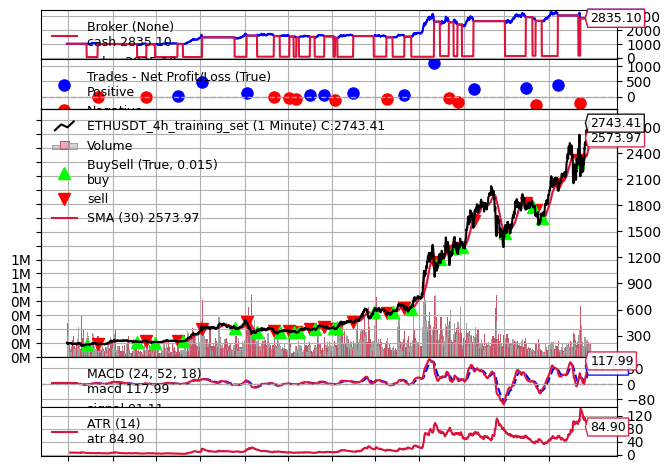 Broker (None)
cash 2835.10
2835.10
2000
1000
0
Trades - Net Profit/Loss (True)
Positive
1000
500
0
ETHUSDT_4h_training_set (1 Minute) C:2743.41
Volume
BuySell (True, 0.015)
buy
sell
SMA (30) 2573.97
2743.41
2573.97
2400
2100
1800
1500
1200
900
600
300
1M
1M
1M
0M
0M
0M
0M
0M
MACD (24, 52, 18)
macd 117.99
117.99
0
−80
ATR (14)
atr 84.90
120
80
84.90
40
0